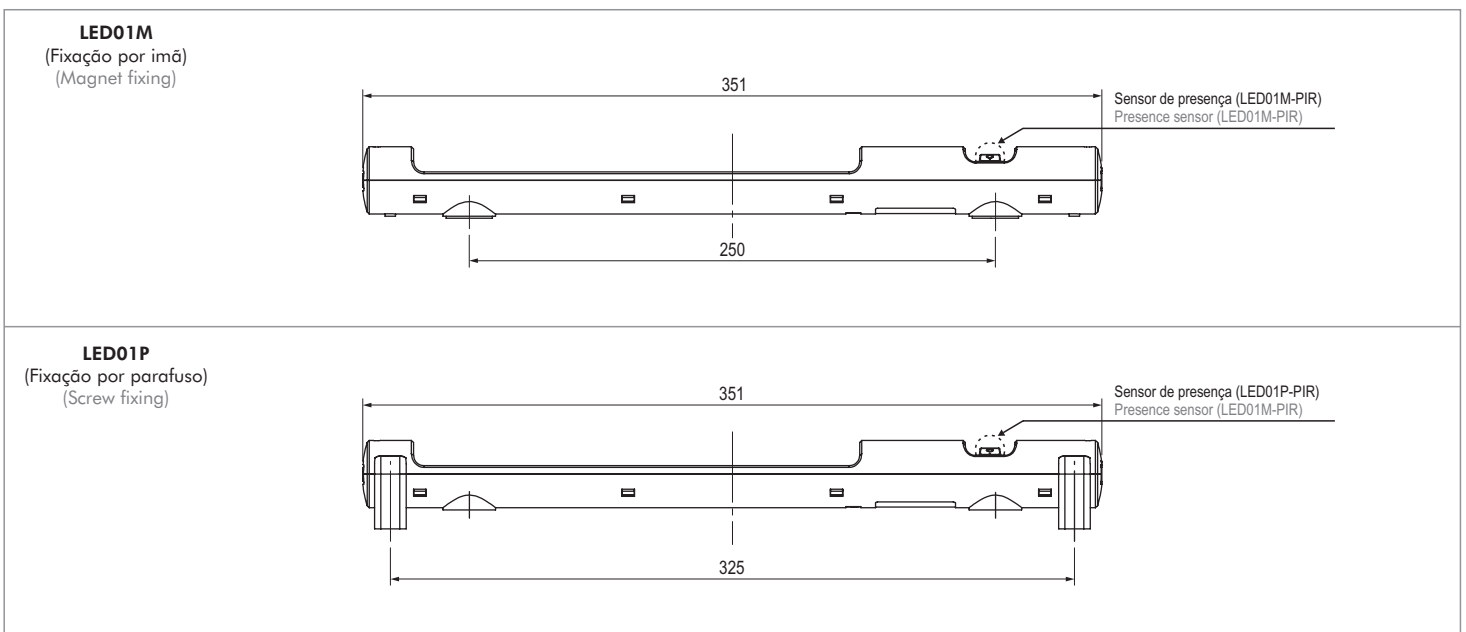 LED01M
(Fixação por imã)
(Magnet fixing)
351
Sensor de presença (LED01M-PIR)
Presence sensor (LED01M-PIR)
250
LED01P
(Fixação por parafuso)
(Screw fixing)
351
Sensor de presença (LED01P-PIR)
Presence sensor (LED01M-PIR)
325